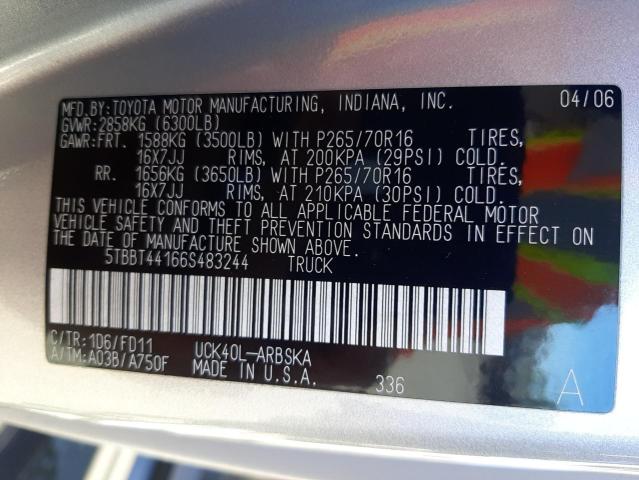 MFD.BY:TOYOTA MOTOR MANUFACTURING, INDIANA, INC. 04/06
GVWR:2858KG (6300LB)
GAWR:FRT. 1588KG (3500LB) WITH P265/70R16 TIRES,
16X7JJ RIMS, AT 200KPA (29PSI) COLD.
RR. 1656KG (3650LB) WITH P265/70R16 TIRES,
16X7JJ RIMS, AT 210KPA (30PSI) COLD.
THIS VEHICLE CONFORMS TO ALL APPLICABLE FEDERAL MOTOR
VEHICLE SAFETY AND THEFT PREVENTION STANDARDS IN EFFECT ON
THE DATE OF MANUFACTURE SHOWN ABOVE.
5TBBT44166S483244 TRUCK
C/TR:1D6/FD11 UCK40L-ARBSKA
A/TM:A03B/A750F MADE IN U.S.A. 336 A